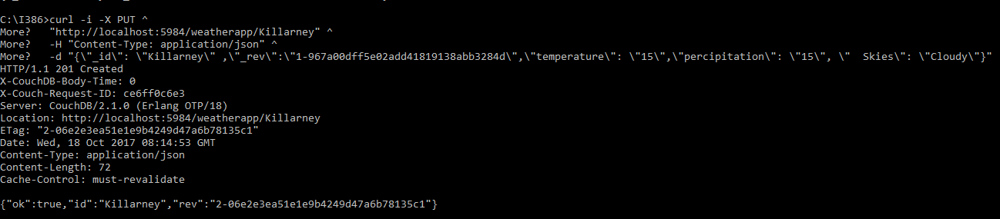 C:\I386>curl -i -X PUT ^
More?   "http://localhost:5984/weatherapp/Killarney" ^
More?   -H "Content-Type: application/json" ^
More?   -d "{\"_id\": \"Killarney\" ,\"_rev\":\"1-967a00dff5e02add41819138abb3284d\",\"temperature\": \"15\",\"percipitation\": \"15\", \"  Skies\": \"Cloudy\"}"
HTTP/1.1 201 Created
X-CouchDB-Body-Time: 0
X-Couch-Request-ID: ce6ff0c6e3
Server: CouchDB/2.1.0 (Erlang OTP/18)
Location: http://localhost:5984/weatherapp/Killarney
ETag: "2-06e2e3ea51e1e9b4249d47a6b78135c1"
Date: Wed, 18 Oct 2017 08:14:53 GMT
Content-Type: application/json
Content-Length: 72
Cache-Control: must-revalidate

{"ok":true,"id":"Killarney","rev":"2-06e2e3ea51e1e9b4249d47a6b78135c1"}